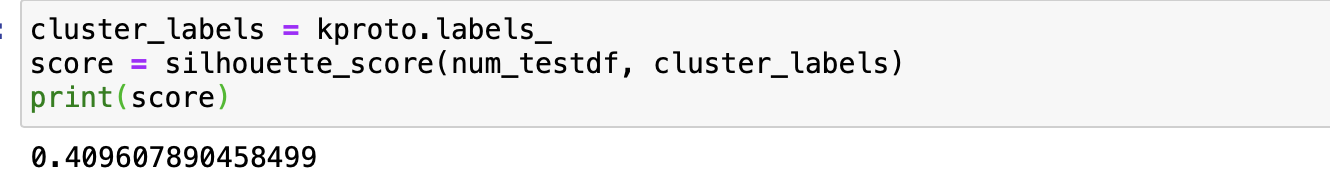 cluster_labels = kproto.labels_
score = silhouette_score(num_testdf, cluster_labels)
print(score)
0.409607890458499